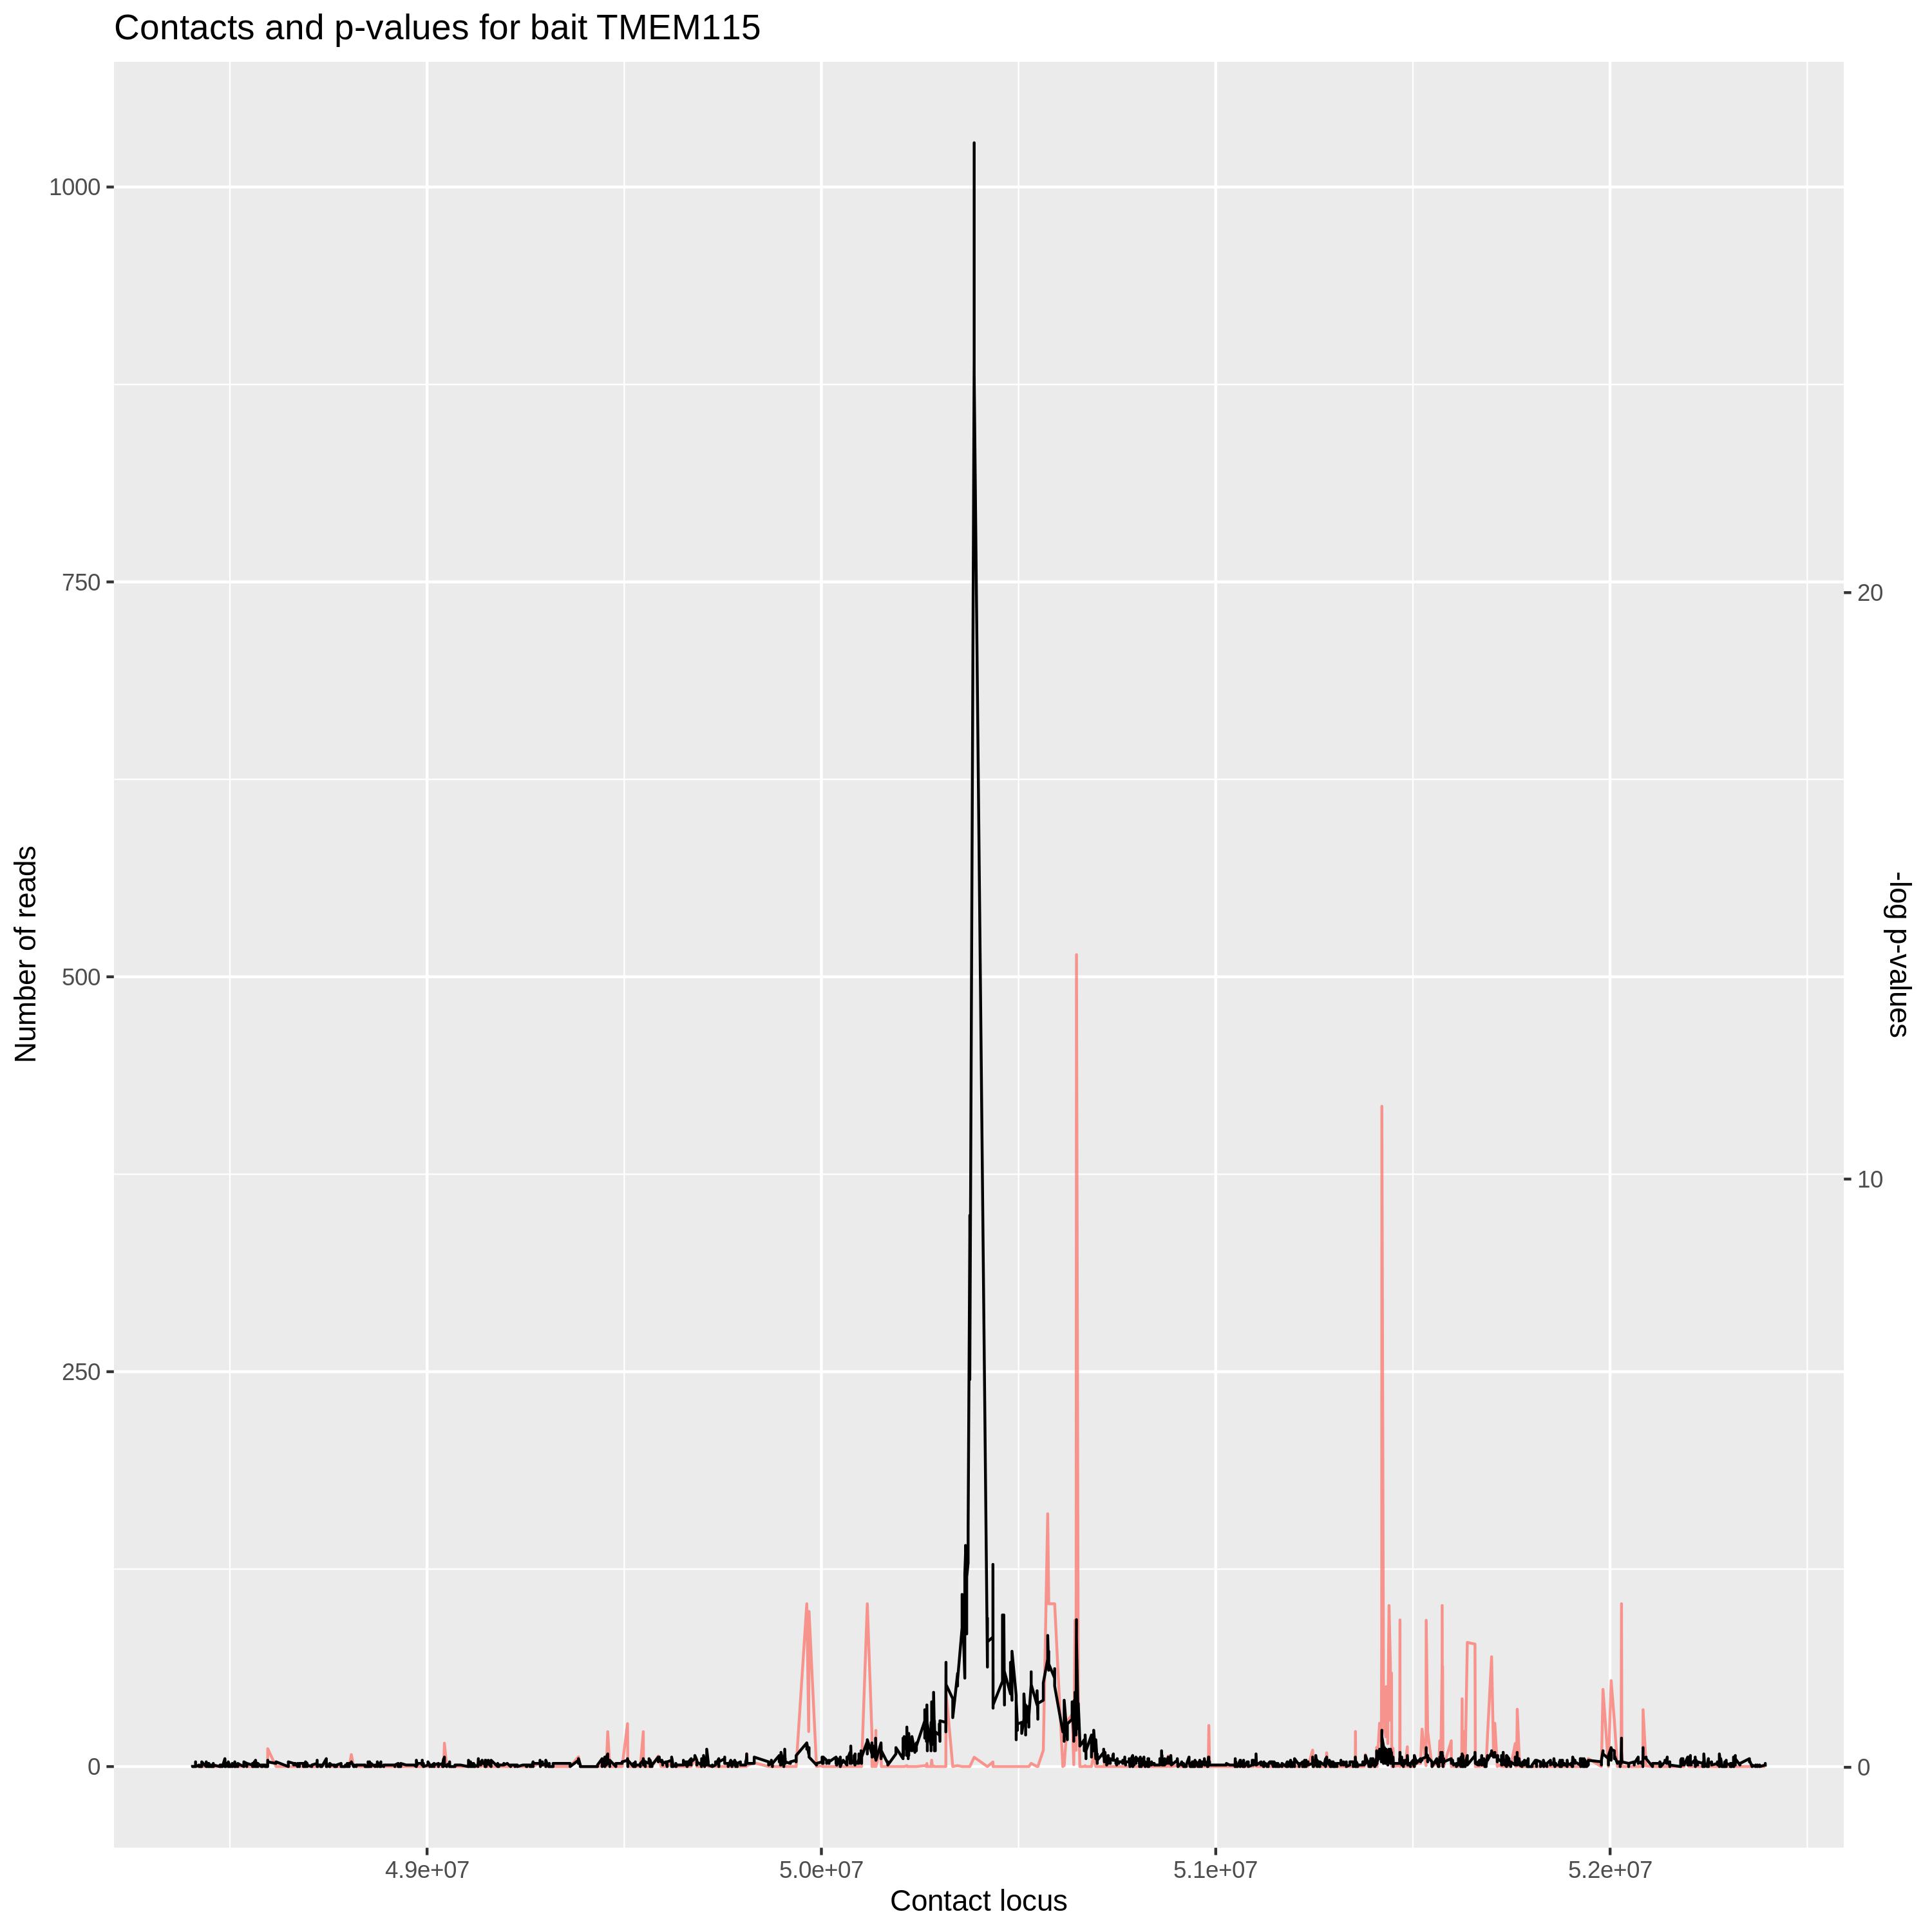 Contacts and p-values for bait TMEM115
1000
750
500
250
0
Number of reads
20
10
0
-log p-values
4.9e+07
5.0e+07
5.1e+07
5.2e+07
Contact locus